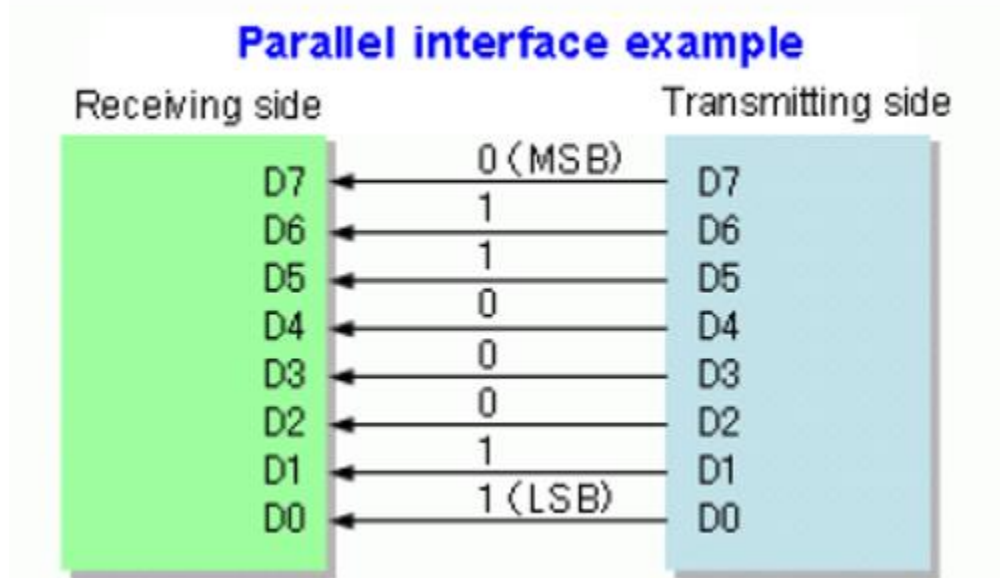 Parallel interface example
Receiving side Transmitting side
0 (MSB)
D7 D7
1
D6 D6
1
D5 D5
0
D4 D4
0
D3 D3
0
D2 D2
1
D1 D1
1 (LSB)
D0 D0